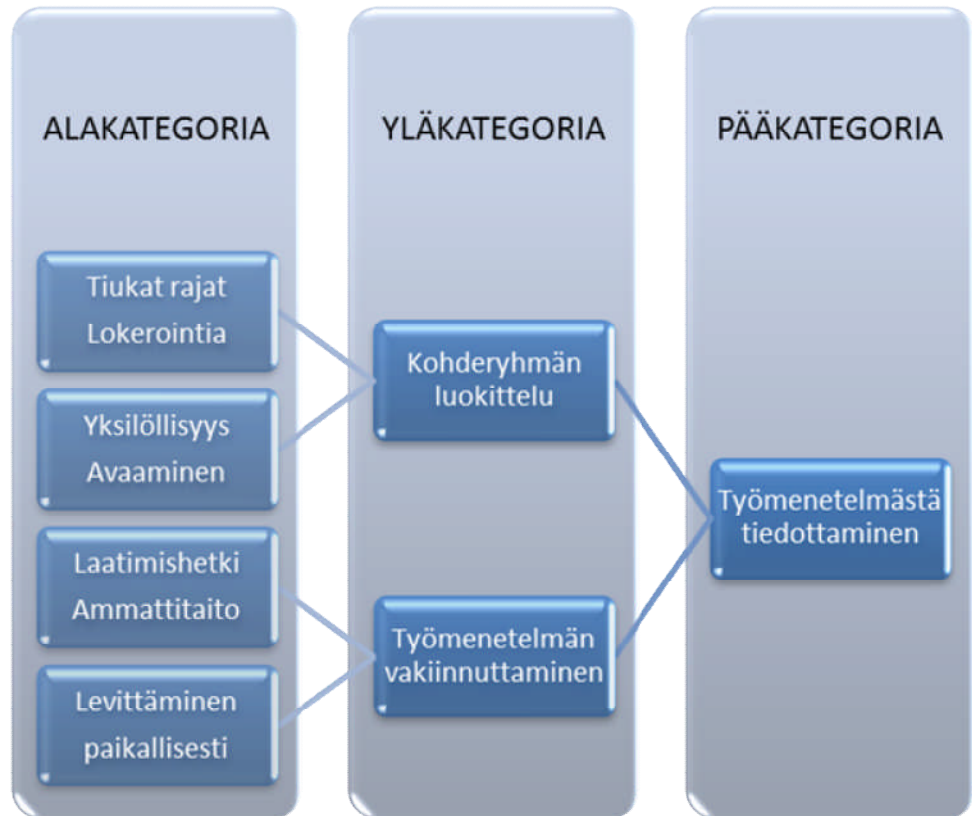 ALAKATEGORIA
YLÄKATEGORIA
PÄÄKATEGORIA
Tiukat rajat
Lokerointia
Yksilöllisyys
Avaaminen
Laatimishetki
Ammattitaito
Levittäminen
paikallisesti
Kohderyhmän
luokittelu
Työmenetelmän
vakiinnuttaminen
Työmenetelmästä
tiedottaminen